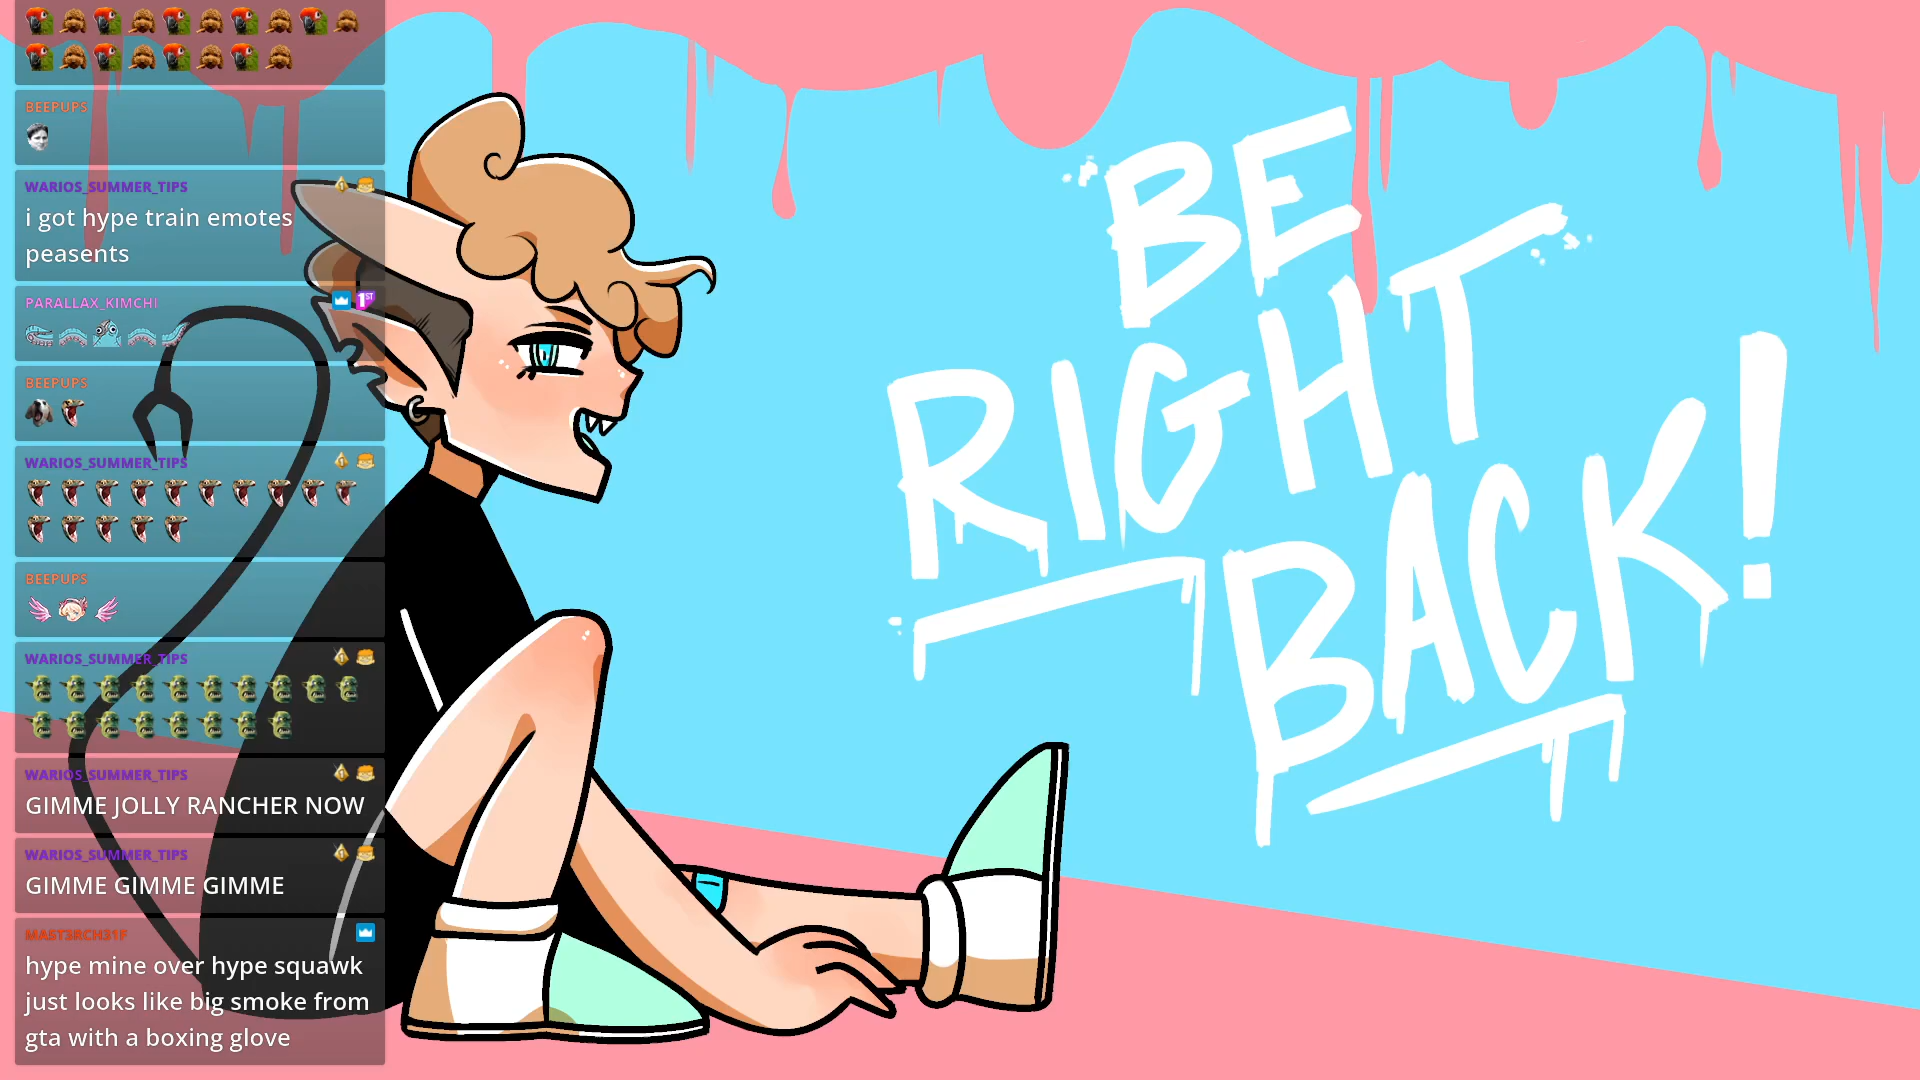 BEEPUPS
WARIOS_SUMMER_TIPS
i got hype train emotes
peasents
PARALLAX_KIMCHI
1ST
BEEPUPS
WARIOS_SUMMER_TIPS
BEEPUPS
WARIOS_SUMMER_TIPS
WARIOS_SUMMER_TIPS
GIMME JOLLY RANCHER NOW
WARIOS_SUMMER_TIPS
GIMME GIMME GIMME
MAST3RCH31F
hype mine over hype squawk
just looks like big smoke from
gta with a boxing glove
BE
RIGHT
BACK!